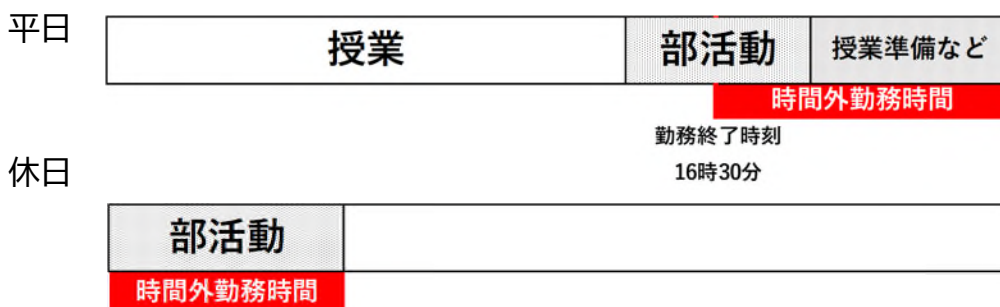 平日
授業 部活動 授業準備など
時間外勤務時間
勤務終了時刻
16時30分
休日
部活動
時間外勤務時間